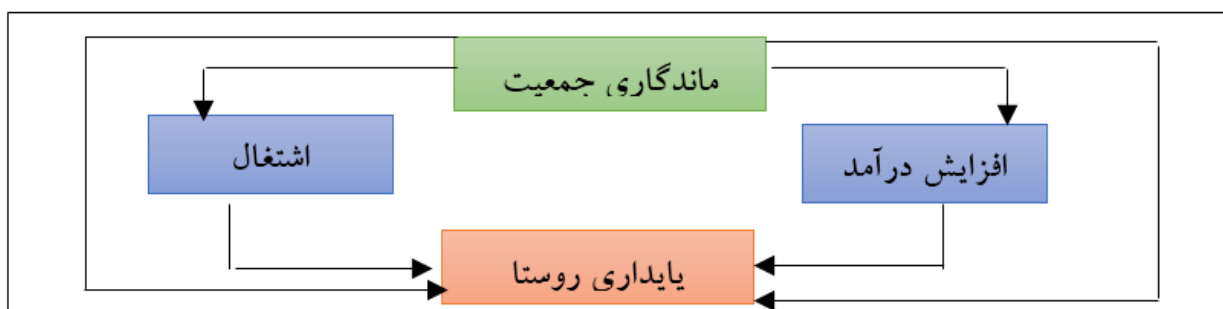 ماندگاری جمعیت
افزایش درآمد
اشتغال
پایداری روستا